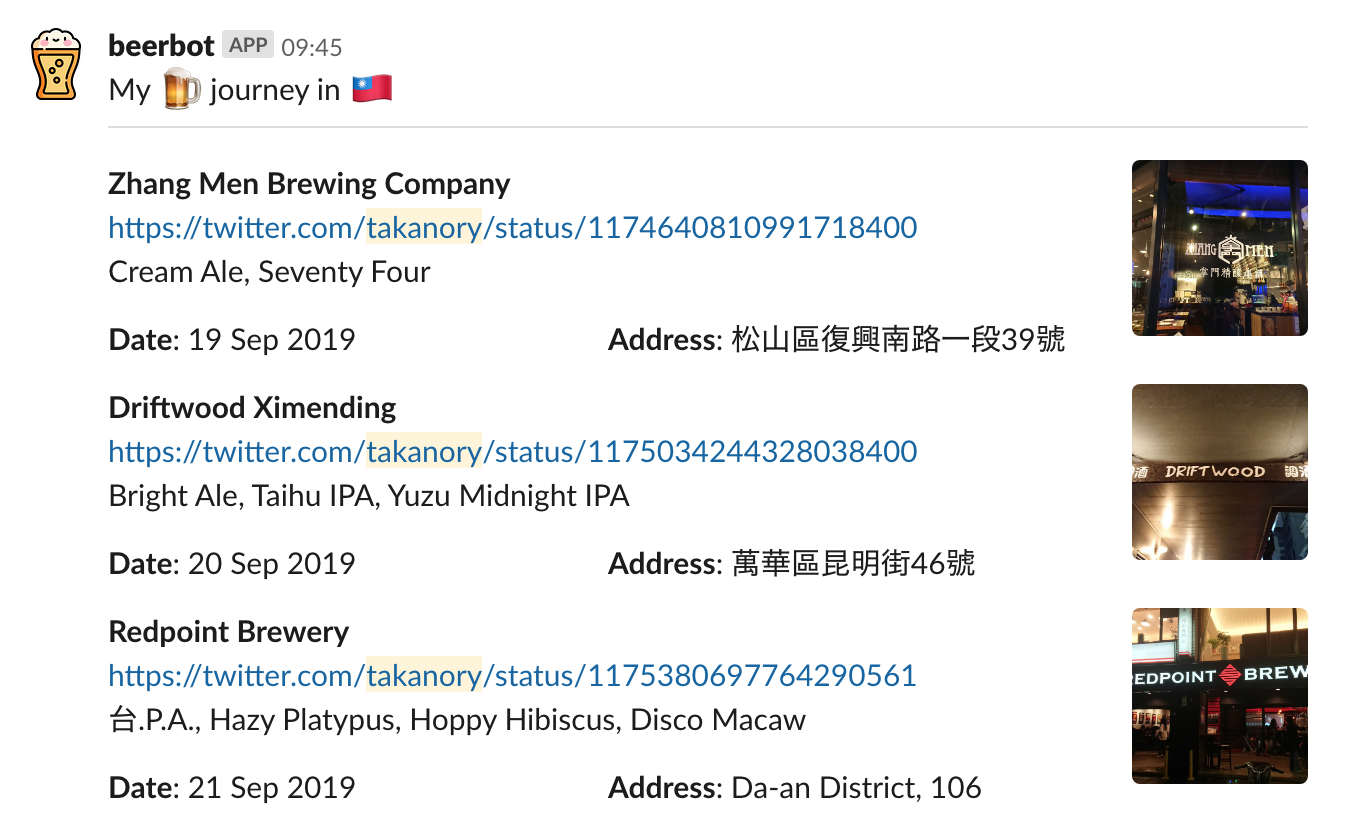 beerbot APP 09:45
My 🍺 journey in 🇹🇼
Zhang Men Brewing Company
https://twitter.com/takanory/status/1174640810991718400
Cream Ale, Seventy Four
Date: 19 Sep 2019 Address: 松山區復興南路一段39號
ZHANG MEN
掌門精釀啤酒
Driftwood Ximending
https://twitter.com/takanory/status/1175034244328038400
Bright Ale, Taihu IPA, Yuzu Midnight IPA
Date: 20 Sep 2019 Address: 萬華區昆明街46號
酒 DRIFTWOOD 調酒
Redpoint Brewery
https://twitter.com/takanory/status/1175380697764290561
台.P.A., Hazy Platypus, Hoppy Hibiscus, Disco Macaw
Date: 21 Sep 2019 Address: Da-an District, 106
EDPOINT BREW